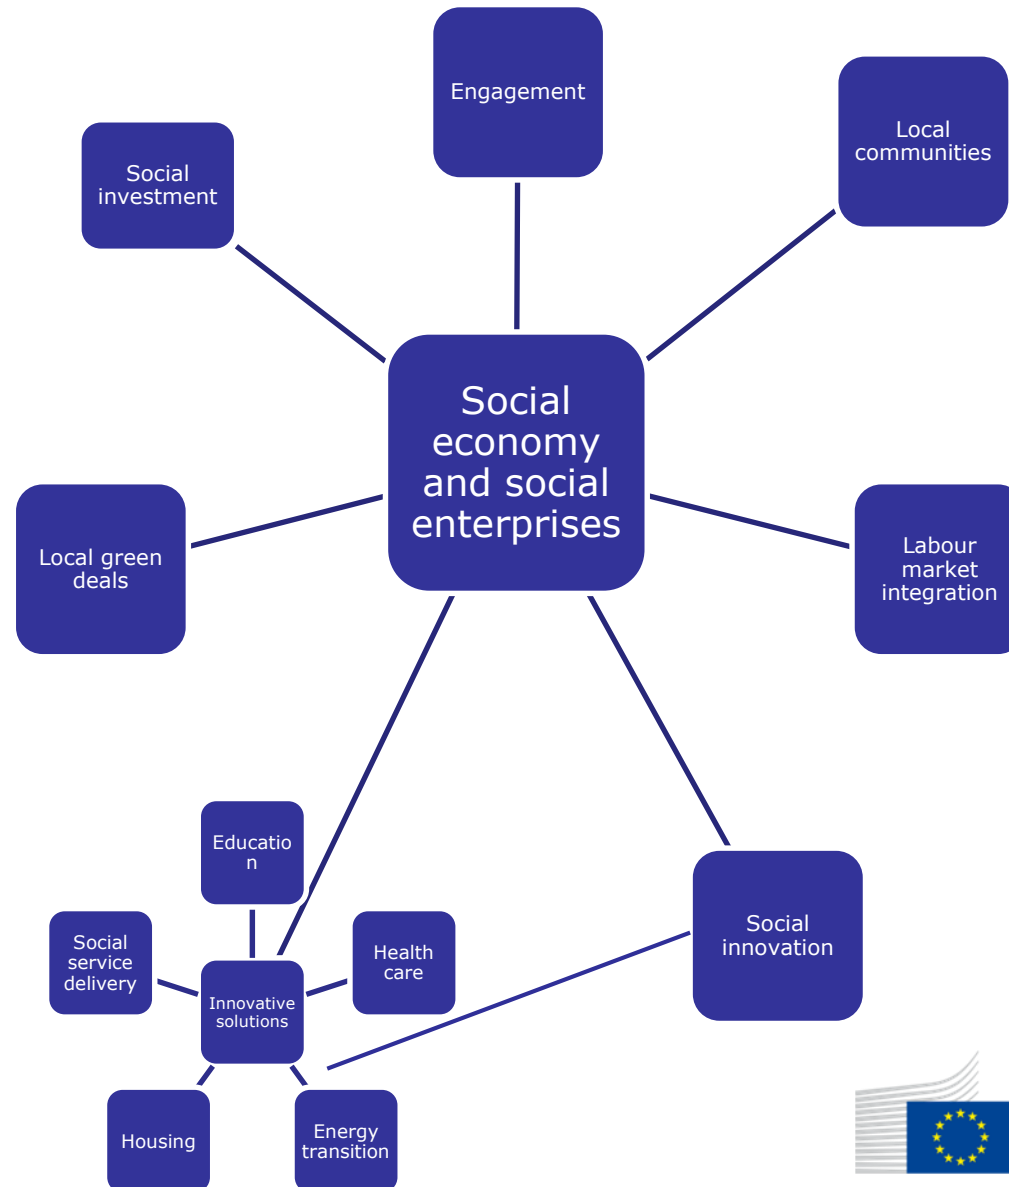 Engagement
Local
communities
Social
investment
Social
economy
and social
enterprises
Local green
deals
Labour
market
integration
Educatio
n
Social
service
delivery
Health
care
Innovative
solutions
Social
innovation
Housing
Energy
transition